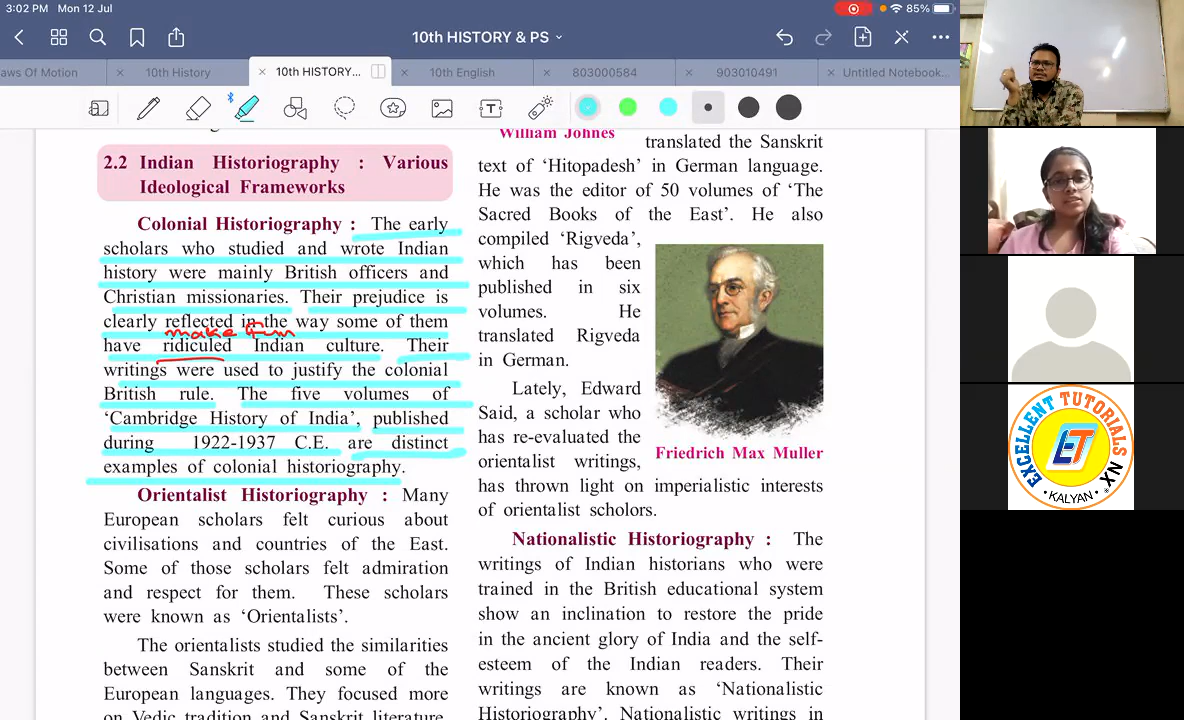 3:02 PM Mon 12 Jul
85%
10th HISTORY & PS
aws Of Motion
10th History
10th HISTORY...
10th English
803000584
903010491
Untitled Notebook...
T
2.2 Indian Historiography : Various
Ideological Frameworks
Colonial Historiography : The early
scholars who studied and wrote Indian
history were mainly British officers and
Christian missionaries. Their prejudice is
clearly reflected in the way some of them
make fun
have ridiculed Indian culture. Their
writings were used to justify the colonial
British rule. The five volumes of
‘Cambridge History of India’, published
during 1922-1937 C.E. are distinct
examples of colonial historiography.
Orientalist Historiography : Many
European scholars felt curious about
civilisations and countries of the East.
Some of those scholars felt admiration
and respect for them. These scholars
were known as ‘Orientalists’.
The orientalists studied the similarities
between Sanskrit and some of the
European languages. They focused more
on Vedic tradition and Sanskrit literature.
William Johnes
translated the Sanskrit
text of ‘Hitopadesh’ in German language.
He was the editor of 50 volumes of ‘The
Sacred Books of the East’. He also
compiled ‘Rigveda’,
which has been
published in six
volumes. He
translated Rigveda
in German.
Lately, Edward
Said, a scholar who
has re-evaluated the
orientalist writings,
Friedrich Max Muller
has thrown light on imperialistic interests
of orientalist scholors.
Nationalistic Historiography : The
writings of Indian historians who were
trained in the British educational system
show an inclination to restore the pride
in the ancient glory of India and the self-
esteem of the Indian readers. Their
writings are known as ‘Nationalistic
Historiography’. Nationalistic writings in
EXCELLENT TUTORIALS
ET
KALYAN